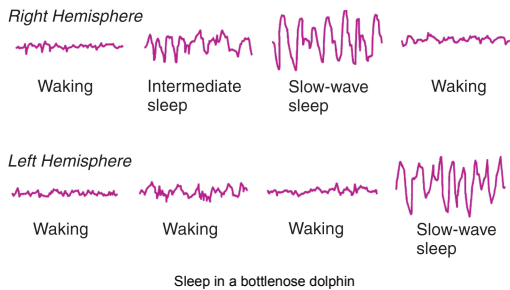 Right Hemisphere
Waking
Intermediate
sleep
Slow-wave
sleep
Waking
Left Hemisphere
Waking
Waking
Waking
Slow-wave
sleep
Sleep in a bottlenose dolphin